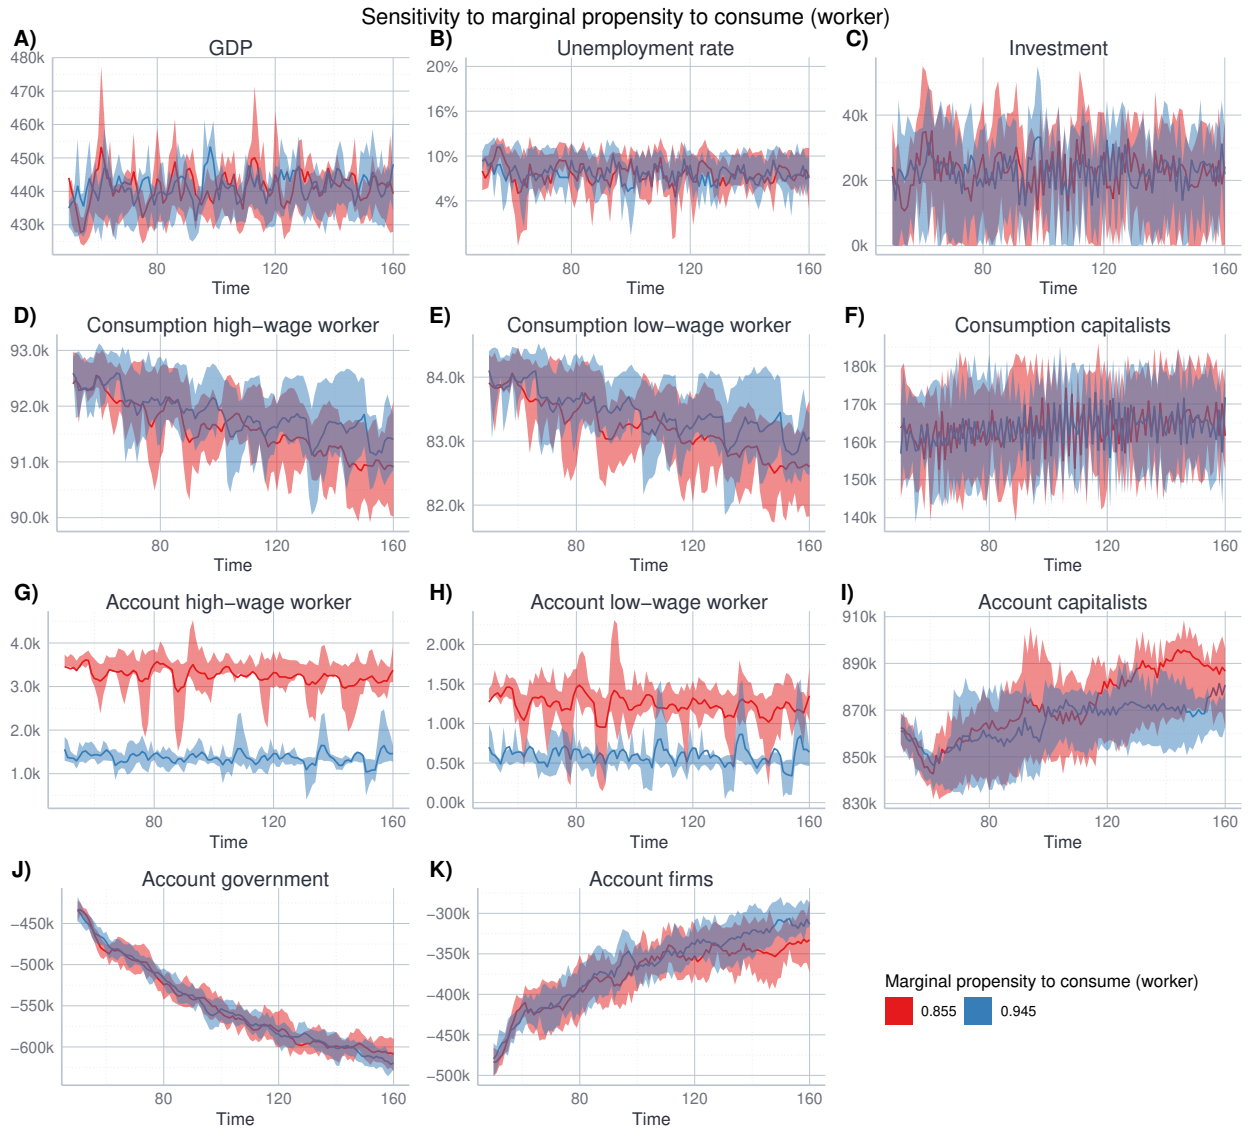 Sensitivity to marginal propensity to consume (worker)
A)
GDP
480k
470k
460k
450k
440k
430k
80
160
Time
B)
Unemployment rate
20%
16%
10%
4%
80
120
160
Time
C)
Investment
40k
20k
0k
80
120
160
Time
D)
Consumption high−wage worker
93.0k
92.0k
91.0k
90.0k
80
120
160
Time
E)
Consumption low−wage worker
84.0k
83.0k
82.0k
80
120
160
Time
F)
Consumption capitalists
180k
170k
160k
150k
140k
80
120
160
Time
G)
Account high−wage worker
4.0k
3.0k
2.0k
1.0k
80
120
160
Time
H)
Account low−wage worker
2.00k
1.50k
1.00k
0.50k
0.00k
80
120
160
Time
I)
Account capitalists
910k
890k
870k
850k
830k
80
120
160
Time
J)
Account government
−450k
−500k
−550k
−600k
80
120
160
Time
K)
Account firms
−300k
−350k
−400k
−450k
−500k
80
120
160
Time
Marginal propensity to consume (worker)
0.855 0.945